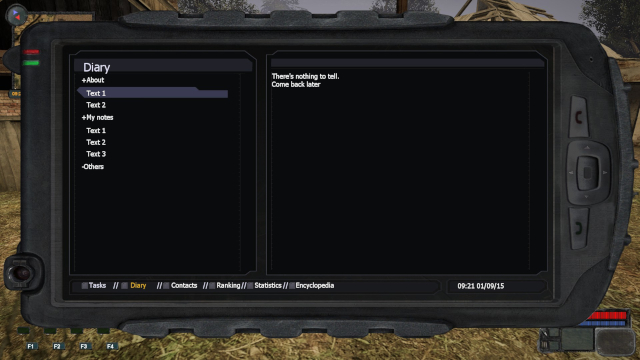 Diary
+About
Text 1
Text 2
+My notes
Text 1
Text 2
Text 3
-Others
There's nothing to tell.
Come back later
Tasks // Diary // Contacts // Ranking // Statistics // Encyclopedia
09:21 01/09/15
F1 F2 F3 F4